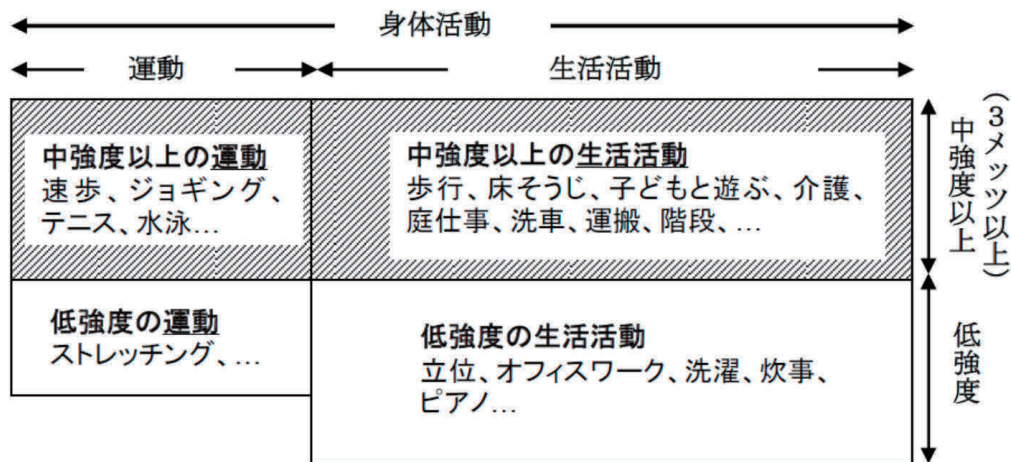 身体活動
運動
生活活動
中強度以上の運動
速歩、ジョギング、
テニス、水泳…
中強度以上の生活活動
歩行、床そうじ、子どもと遊ぶ、介護、
庭仕事、洗車、運搬、階段、…
中強度以上
(3メッツ以上)
低強度の運動
ストレッチング、…
低強度の生活活動
立位、オフィスワーク、洗濯、炊事、
ピアノ…
低強度